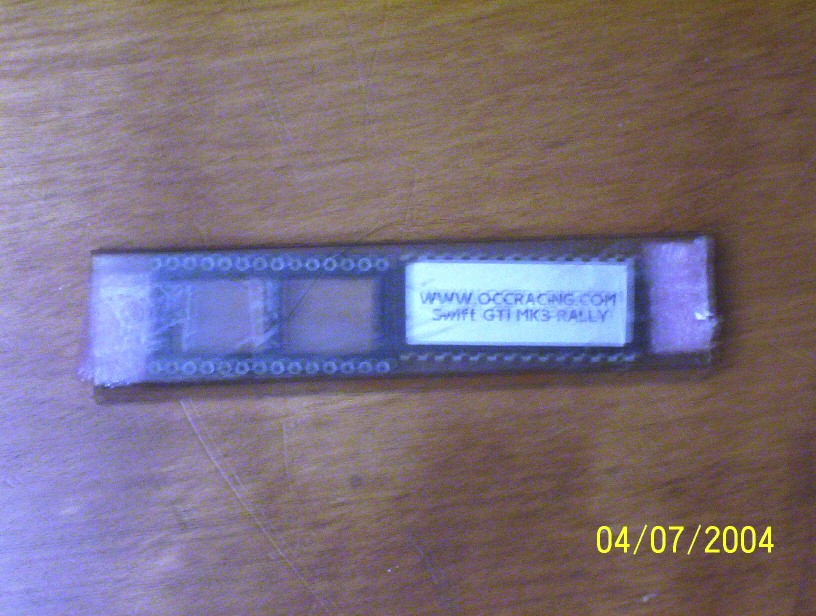 WWW.OCCRACING.COM
Swift GTi MK3 RALLY
04/07/2004